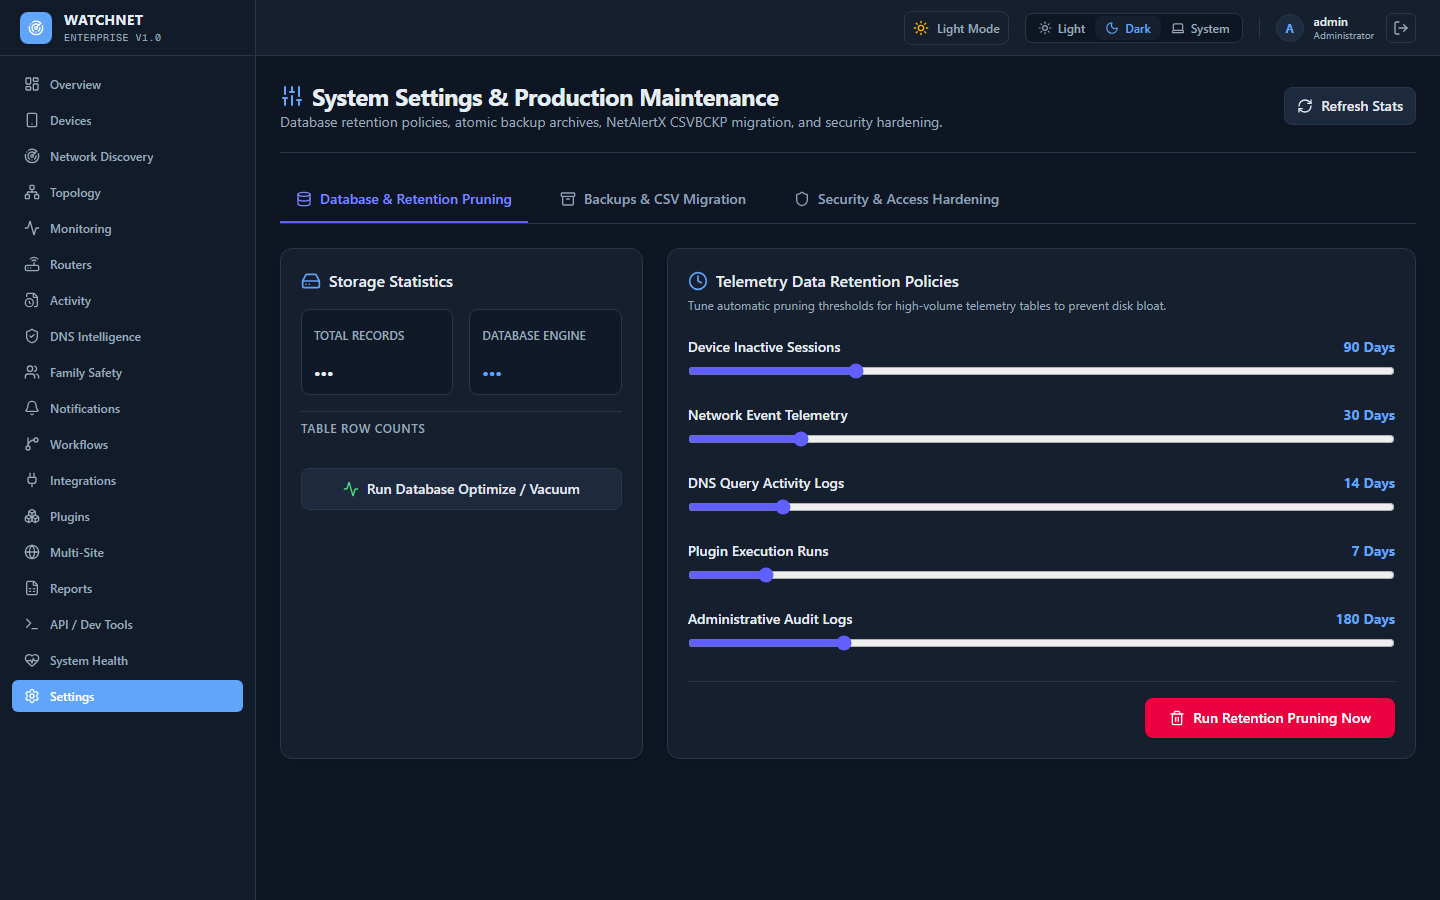 WATCHNET
ENTERPRISE V1.0
Light Mode
Light
Dark
System
A
admin
Administrator
Overview
Devices
Network Discovery
Topology
Monitoring
Routers
Activity
DNS Intelligence
Family Safety
Notifications
Workflows
Integrations
Plugins
Multi-Site
Reports
API / Dev Tools
System Health
Settings
System Settings & Production Maintenance
Database retention policies, atomic backup archives, NetAlertX CSVBCKP migration, and security hardening.
Refresh Stats
Database & Retention Pruning
Backups & CSV Migration
Security & Access Hardening
Storage Statistics
TOTAL RECORDS
...
DATABASE ENGINE
...
TABLE ROW COUNTS
Run Database Optimize / Vacuum
Telemetry Data Retention Policies
Tune automatic pruning thresholds for high-volume telemetry tables to prevent disk bloat.
Device Inactive Sessions
90 Days
Network Event Telemetry
30 Days
DNS Query Activity Logs
14 Days
Plugin Execution Runs
7 Days
Administrative Audit Logs
180 Days
Run Retention Pruning Now